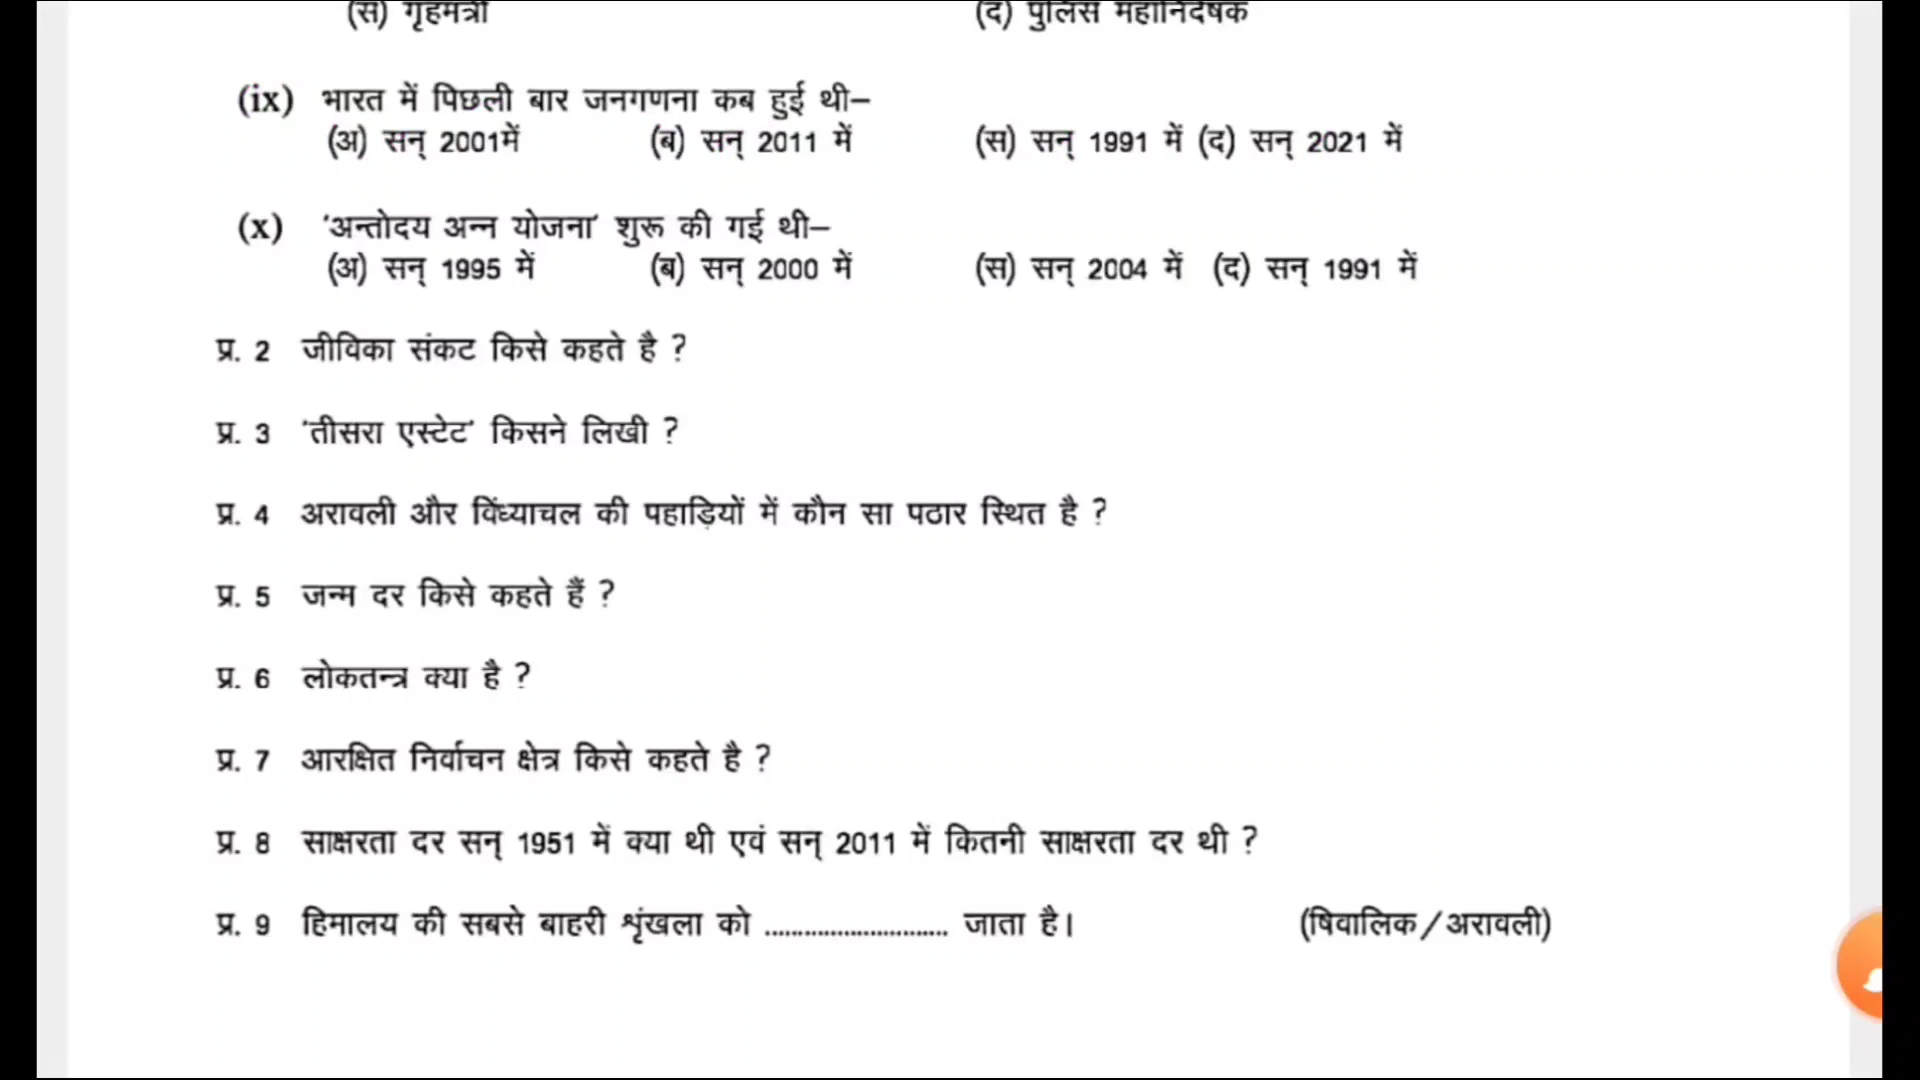 (स) गृहमंत्री (द) पुलिस महानिदेषक
(ix) भारत में पिछली बार जनगणना कब हुई थी–
(अ) सन् 2001में (ब) सन् 2011 में (स) सन् 1991 में (द) सन् 2021 में
(x) 'अन्तोदय अन्न योजना' शुरू की गई थी–
(अ) सन् 1995 में (ब) सन् 2000 में (स) सन् 2004 में (द) सन् 1991 में
प्र. 2 जीविका संकट किसे कहते है ?
प्र. 3 'तीसरा एस्टेट' किसने लिखी ?
प्र. 4 अरावली और विंध्याचल की पहाड़ियों में कौन सा पठार स्थित है ?
प्र. 5 जन्म दर किसे कहते हैं ?
प्र. 6 लोकतन्त्र क्या है ?
प्र. 7 आरक्षित निर्वाचन क्षेत्र किसे कहते है ?
प्र. 8 साक्षरता दर सन् 1951 में क्या थी एवं सन् 2011 में कितनी साक्षरता दर थी ?
प्र. 9 हिमालय की सबसे बाहरी शृंखला को .......................... जाता है। (षिवालिक/अरावली)